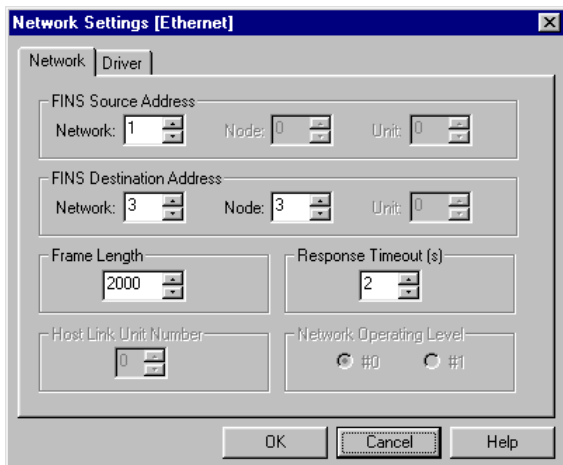 Network Settings [Ethernet]
Network Driver
FINS Source Address
Network: 1 Node: 0 Unit: 0
FINS Destination Address
Network: 3 Node: 3 Unit: 0
Frame Length Response Timeout (s)
2000 2
Host Link Unit Number Network Operating Level
0 #0 #1
OK Cancel Help